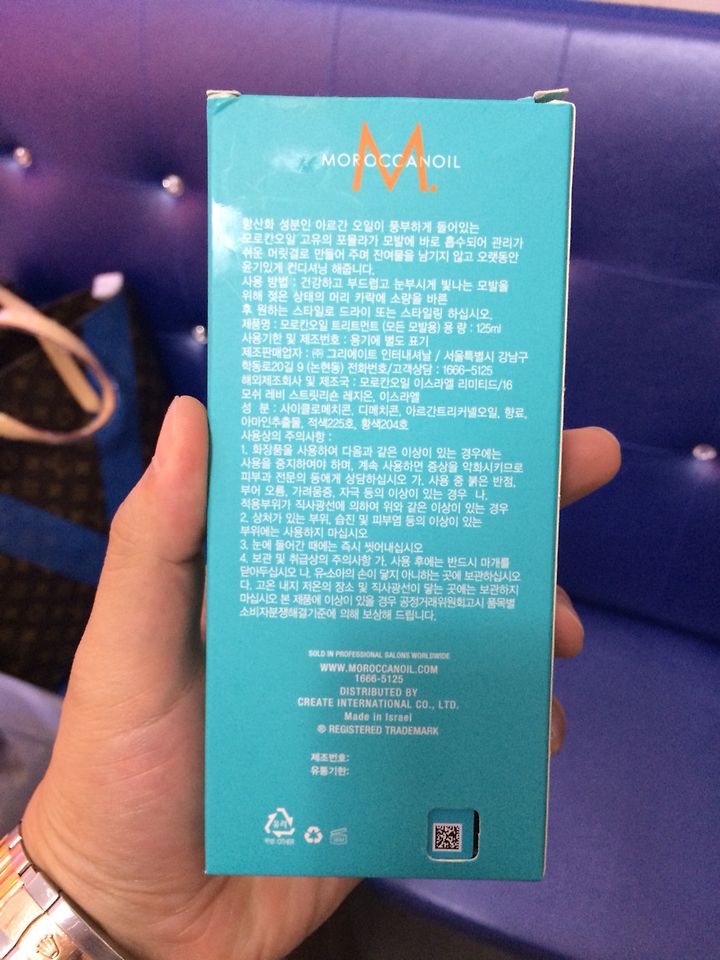 MOROCCANOIL
M.
항산화 성분인 아르간 오일이 풍부하게 들어있는
모로칸오일 고유의 포뮬라가 모발에 바로 흡수되어 관리가
쉬운 머릿결로 만들어 주며 잔여물을 남기지 않고 오랫동안
윤기있게 컨디셔닝 해줍니다.
사용 방법 : 건강하고 부드럽고 눈부시게 빛나는 모발을
위해 젖은 상태의 머리 카락에 소량을 바른
후 원하는 스타일로 드라이 또는 스타일링 하십시오.
제품명 : 모로칸오일 트리트먼트 (모든 모발용) 용 량 : 125ml
사용기한 및 제조번호 : 용기에 별도 표기
제조판매업자 : ㈜ 그리에이트 인터내셔날 / 서울특별시 강남구
학동로20길 9 (논현동) 전화번호/고객상담 : 1666-5125
해외제조회사 및 제조국 : 모로칸오일 이스라엘 리미티드/16
모쉬 레비 스트릿리숀 레지온, 이스라엘
성 분 : 사이클로메치콘, 디메치콘, 아르간트리커넬오일, 향료,
아마인추출물, 적색225호, 황색204호
사용상의 주의사항 :
1. 화장품을 사용하여 다음과 같은 이상이 있는 경우에는
사용을 중지하여야 하며, 계속 사용하면 증상을 악화시키므로
피부과 전문의 등에게 상담하십시오 가. 사용 중 붉은 반점,
부어 오름, 가려움증, 자극 등의 이상이 있는 경우 나.
적용부위가 직사광선에 의하여 위와 같은 이상이 있는 경우
2. 상처가 있는 부위, 습진 및 피부염 등의 이상이 있는
부위에는 사용하지 마십시오
3. 눈에 들어간 때에는 즉시 씻어내십시오
4. 보관 및 취급상의 주의사항 가. 사용 후에는 반드시 마개를
닫아두십시오 나. 유·소아의 손이 닿지 아니하는 곳에 보관하십시오
다. 고온 내지 저온의 장소 및 직사광선이 닿는 곳에는 보관하지
마십시오 본 제품에 이상이 있을 경우 공정거래위원회고시 품목별
소비자분쟁해결기준에 의해 보상해 드립니다.
SOLD IN PROFESSIONAL SALONS WORLDWIDE
WWW.MOROCCANOIL.COM
1666-5125
DISTRIBUTED BY
CREATE INTERNATIONAL CO., LTD.
Made in Israel
® REGISTERED TRADEMARK
제조번호:
유통기한:
유리